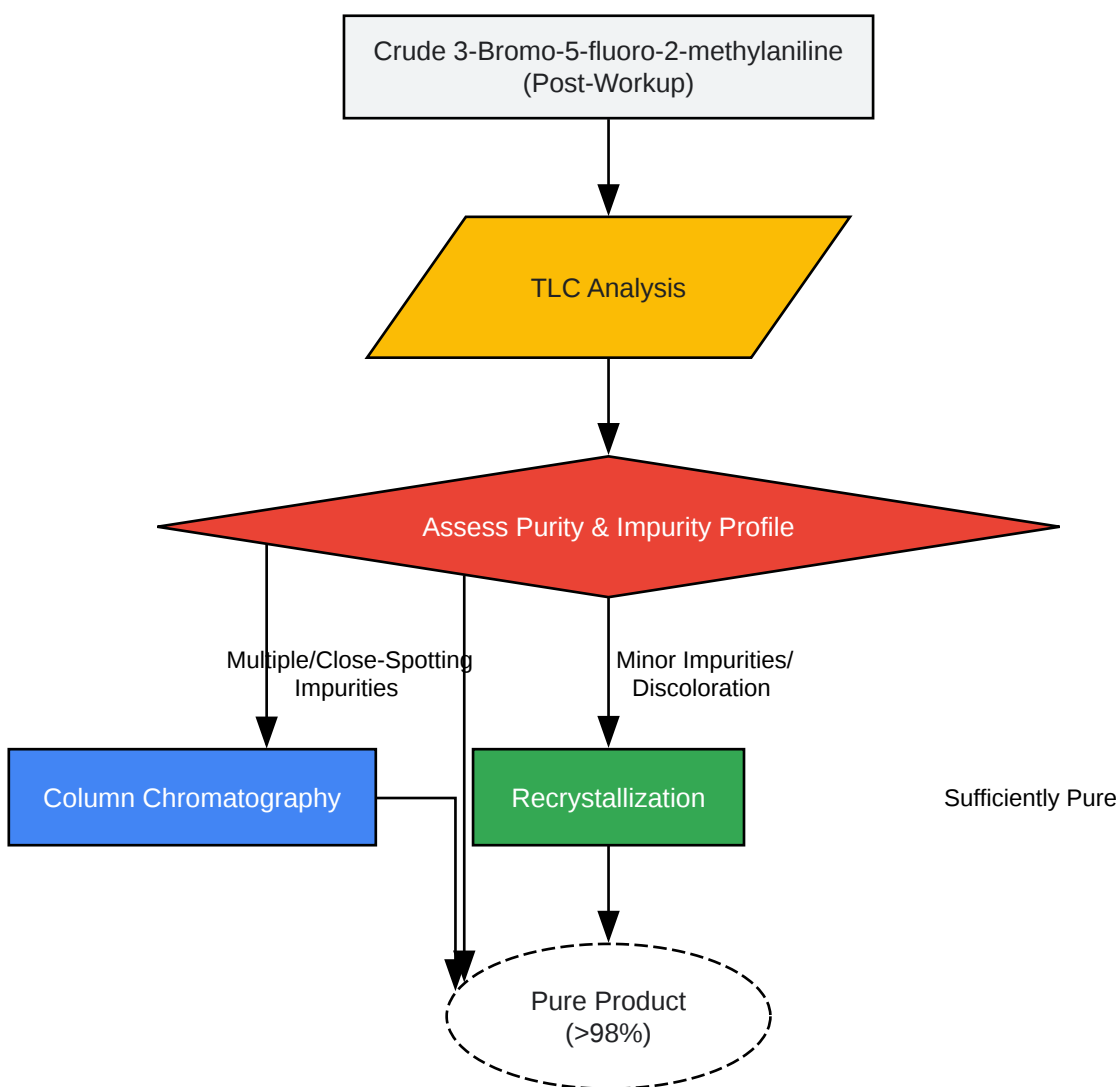 Crude 3-Bromo-5-fluoro-2-methylaniline
(Post-Workup)
TLC Analysis
Assess Purity & Impurity Profile
Multiple/Close-Spotting
Impurities
Minor Impurities/
Discoloration
Column Chromatography
Recrystallization
Sufficiently Pure
Pure Product
(>98%)